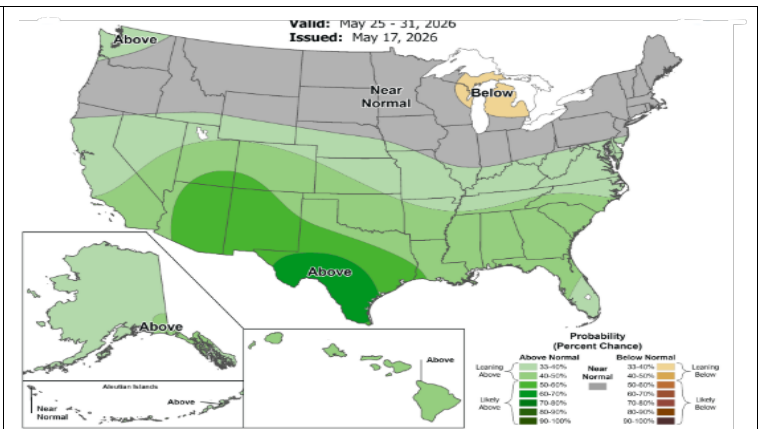 Valid: May 25 - 31, 2026
Issued: May 17, 2026
Above
Near
Normal
Below
Above
Above
Aleutian Islands
Near
Normal
Above
Above
Probability
(Percent Chance)
Above Normal
Below Normal
Leaning
Above
33-40%
40-50%
50-60%
60-70%
70-80%
80-90%
90-100%
Likely
Above
Near
Normal
33-40%
40-50%
50-60%
60-70%
70-80%
80-90%
90-100%
Leaning
Below
Likely
Below